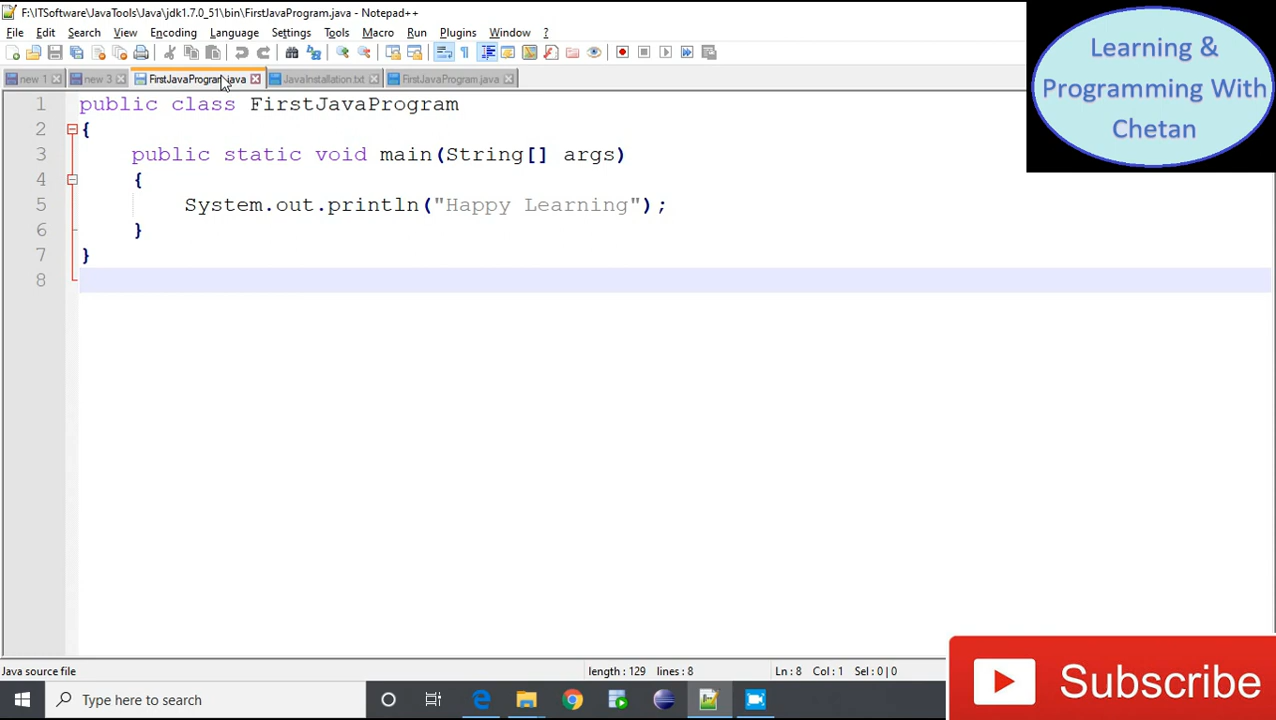 F:\ITSoftware\JavaTools\Java\jdk1.7.0_51\bin\FirstJavaProgram.java - Notepad++
File Edit Search View Encoding Language Settings Tools Macro Run Plugins Window ?
new 1 new 3 FirstJavaProgram.java JavaInstallation.txt FirstJavaProgram.java
Learning &
Programming With
Chetan
1 public class FirstJavaProgram
2 {
3 public static void main(String[] args)
4 {
5 System.out.println("Happy Learning");
6 }
7 }
8
Java source file length : 129 lines : 8 Ln : 8 Col : 1 Sel : 0 | 0
Subscribe
Type here to search